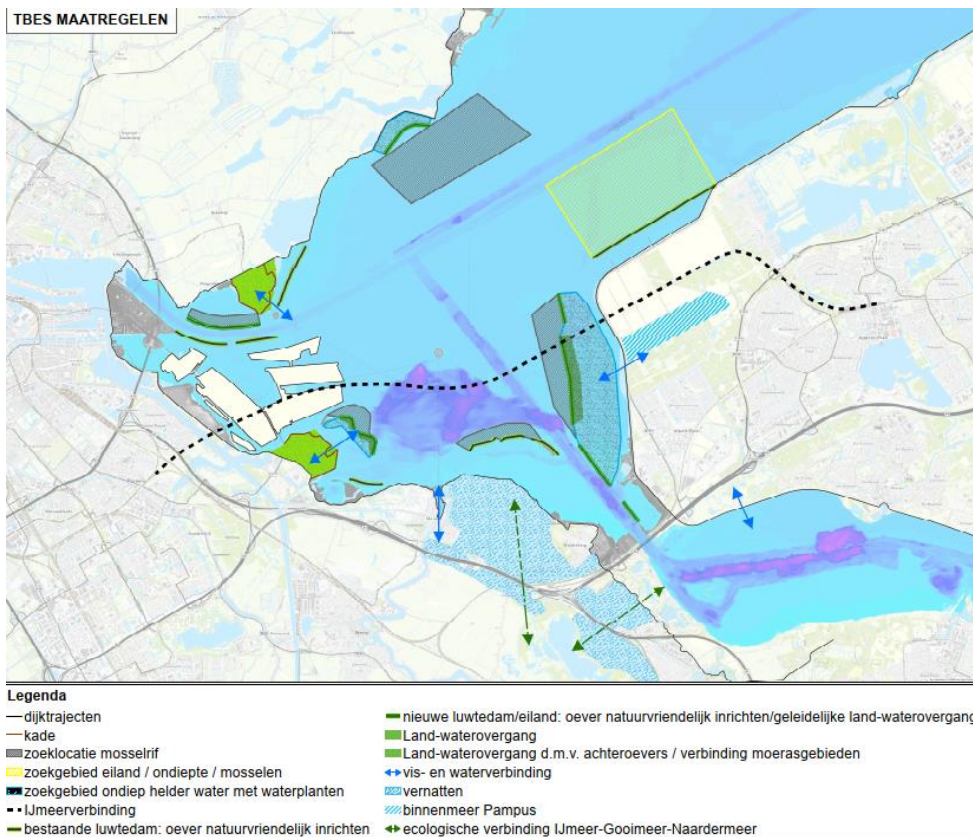 TBES MAATREGELEN
Legenda
dijktrajecten
kade
zoeklocatie mosselrif
zoekgebied eiland / ondiepte / mosselen
zoekgebied ondiep helder water met waterplanten
IJmeerverbinding
bestaande luwtedam: oever natuurvriendelijk inrichten
nieuwe luwtedam/eiland: oever natuurvriendelijk inrichten/geleidelijke land-waterovergang
Land-waterovergang
Land-waterovergang d.m.v. achteroevers / verbinding moerasgebieden
vis- en waterverbinding
vernatten
binnenmeer Pampus
ecologische verbinding IJmeer-Gooimeer-Naardermeer